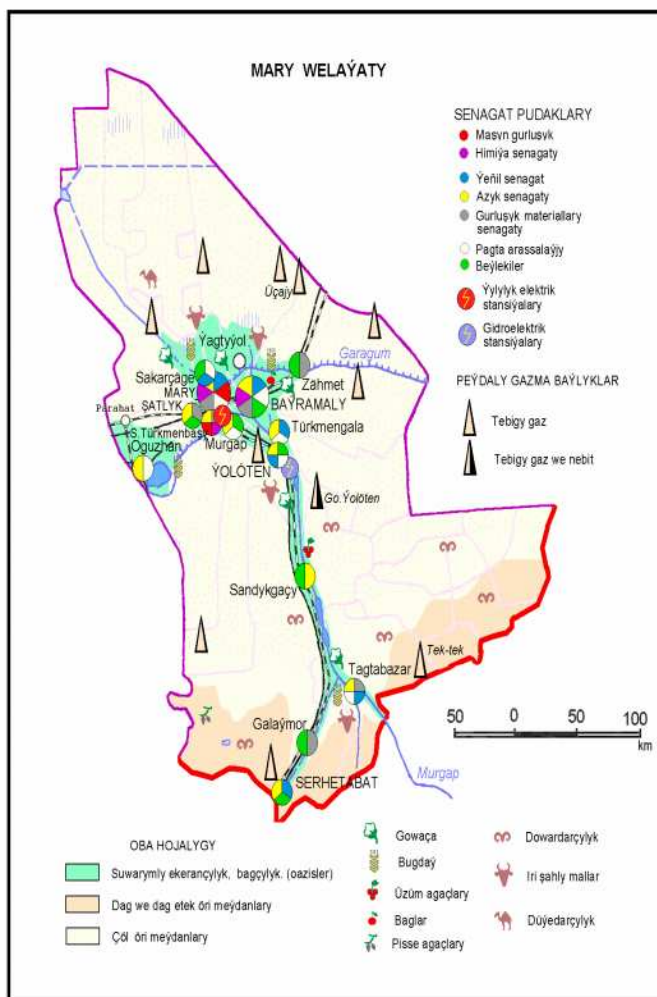 MARY WELAÝATY
SENAGAT PUDAKLARY
Maşyn gurluşyk
Himiýa senagaty
Ýeňil senagat
Azyk senagaty
Gurluşyk materiallary
senagaty
Pagta arassalaýjy
Beýlekiler
Ýylylyk elektrik
stansiýalary
Gidroelektrik
stansiýalary
PEÝDALY GAZMA BAÝLYKLAR
Tebigy gaz
Tebigy gaz we nebit
Üçajy
Ýagtyýol
Garagum
Sakarçäge
Zähmet
MARY
BAÝRAMALY
ŞATLYK
Parahat
S.Türkmenbaşy
Türkmengala
Oguzhan
Murgap
ÝOLÖTEN
Go.Ýolöten
Sandykgaçy
Tek-tek
Tagtabazar
Galaýmor
50 0 50 100
km
Murgap
SERHETABAT
OBA HOJALYGY
Suwarymly ekerançylyk, bagçylyk. (oazisler)
Dag we dag etek öri meýdanlary
Çöl öri meýdanlary
Gowaça
Bugdaý
Üzüm agaçlary
Baglar
Pisse agaçlary
Dowardarçylyk
Iri şahly mallar
Düýedarçylyk